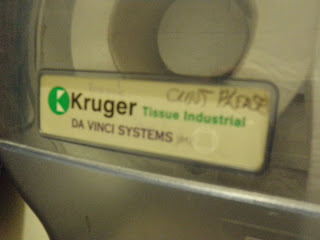 Kruger Tissue Industrial
DA VINCI SYSTEMS